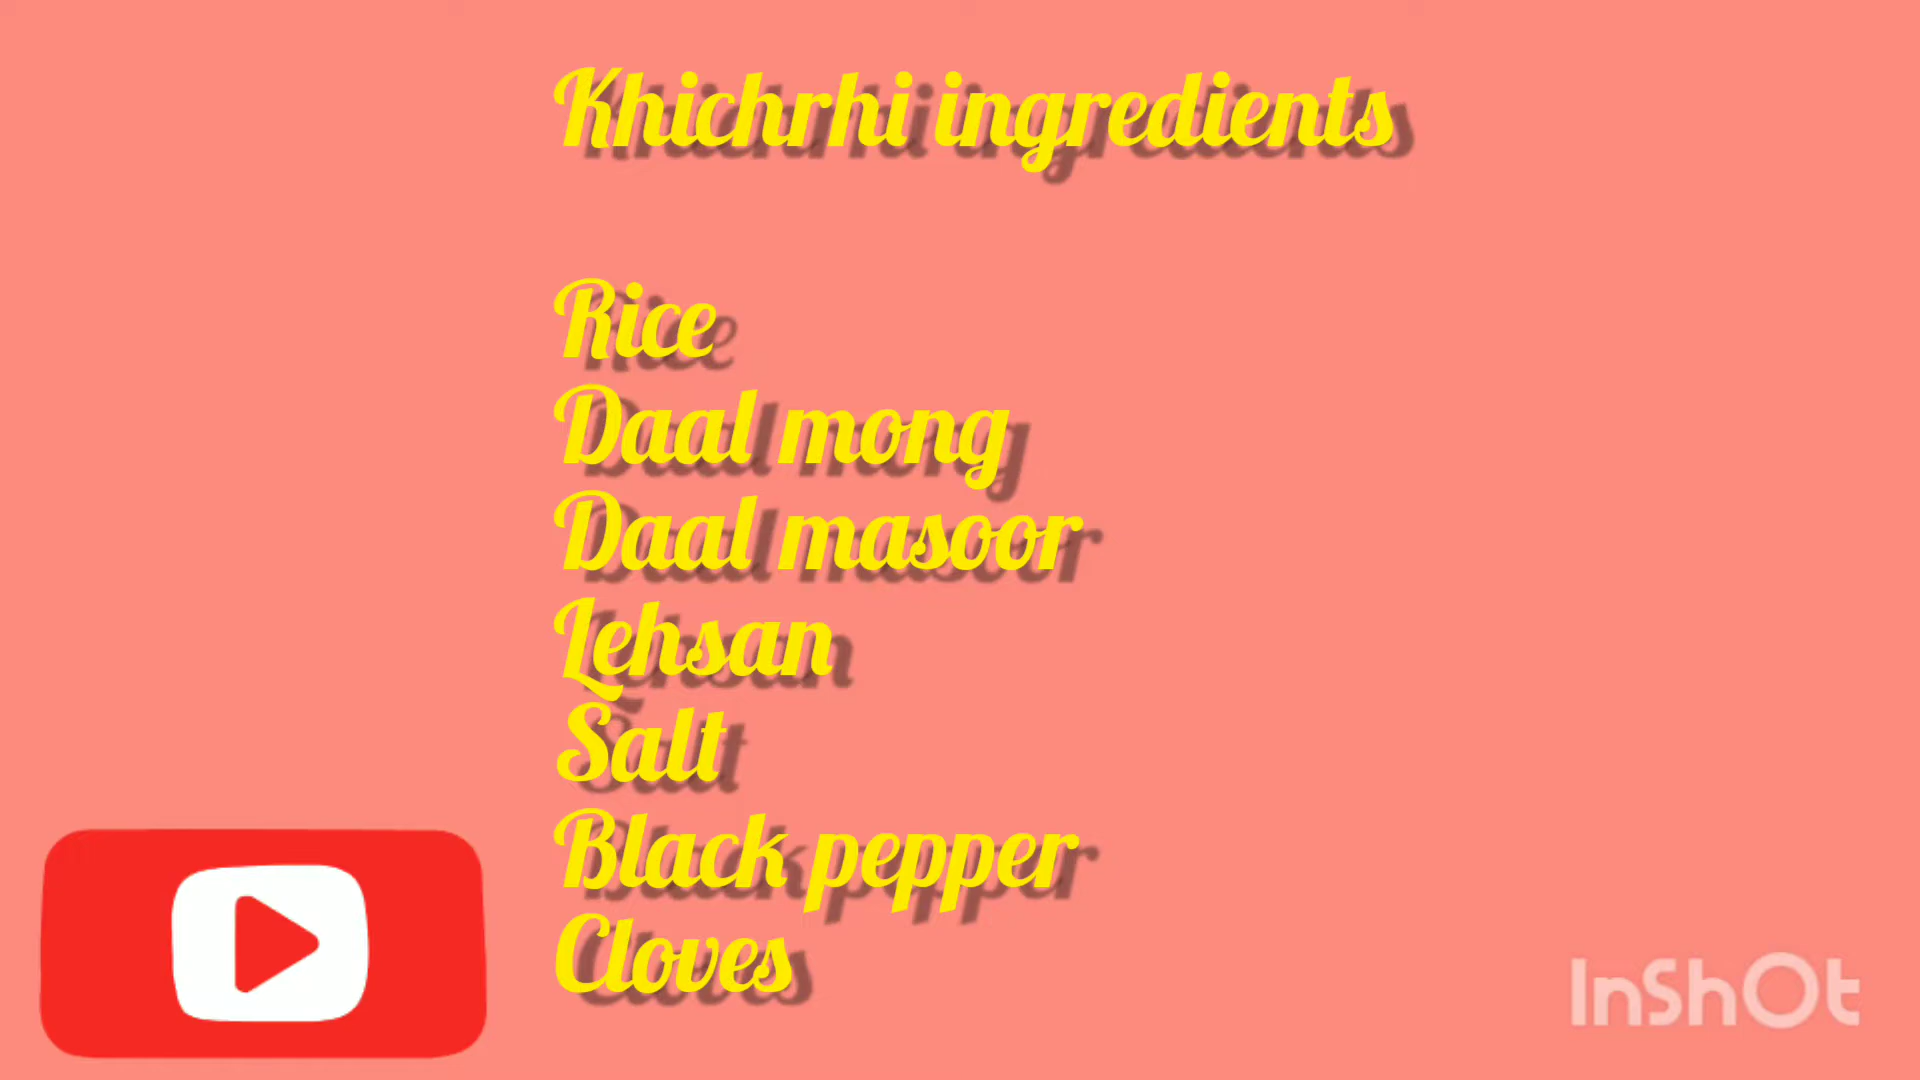 Khichrhi ingredients
Rice
Daal mong
Daal masoor
Lehsan
Salt
Black pepper
Cloves
InShOt